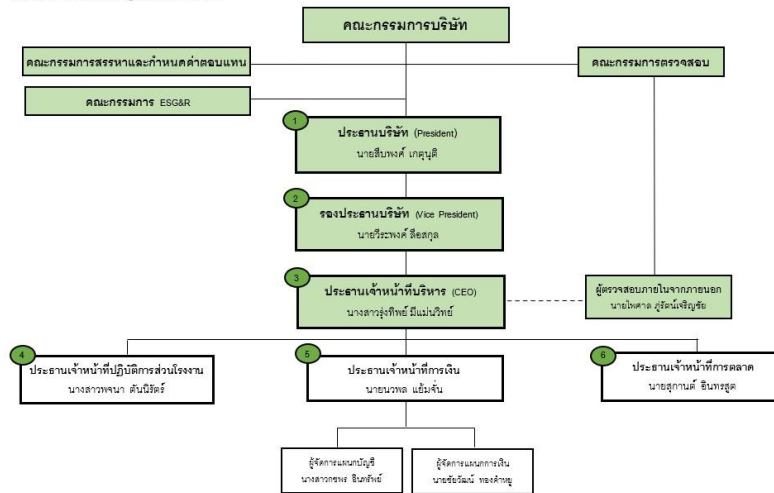 คณะกรรมการบริษัท
คณะกรรมการสรรหาและกำหนดค่าตอบแทน
คณะกรรมการตรวจสอบ
คณะกรรมการ ESG&R
1
ประธานบริษัท (President)
นายสืบพงศ์ เกตุนุติ
2
รองประธานบริษัท (Vice President)
นายวีระพงศ์ ลือสกุล
3
ประธานเจ้าหน้าที่บริหาร (CEO)
นางสาวรุ่งทิพย์ มีแม่นวิทย์
ผู้ตรวจสอบภายในจากภายนอก
นายไพศาล ภู่รัตน์เจริญชัย
4
ประธานเจ้าหน้าที่ปฏิบัติการส่วนโรงงาน
นางสาวพจนา ตันนิรัตร์
5
ประธานเจ้าหน้าที่การเงิน
นายนวพล แย้มจั่น
6
ประธานเจ้าหน้าที่การตลาด
นายสุกานต์ อินทรสูต
ผู้จัดการแผนกบัญชี
นางสาวกชพร อินทรัพย์
ผู้จัดการแผนกการเงิน
นายชัยวัฒน์ ทองคำหยู